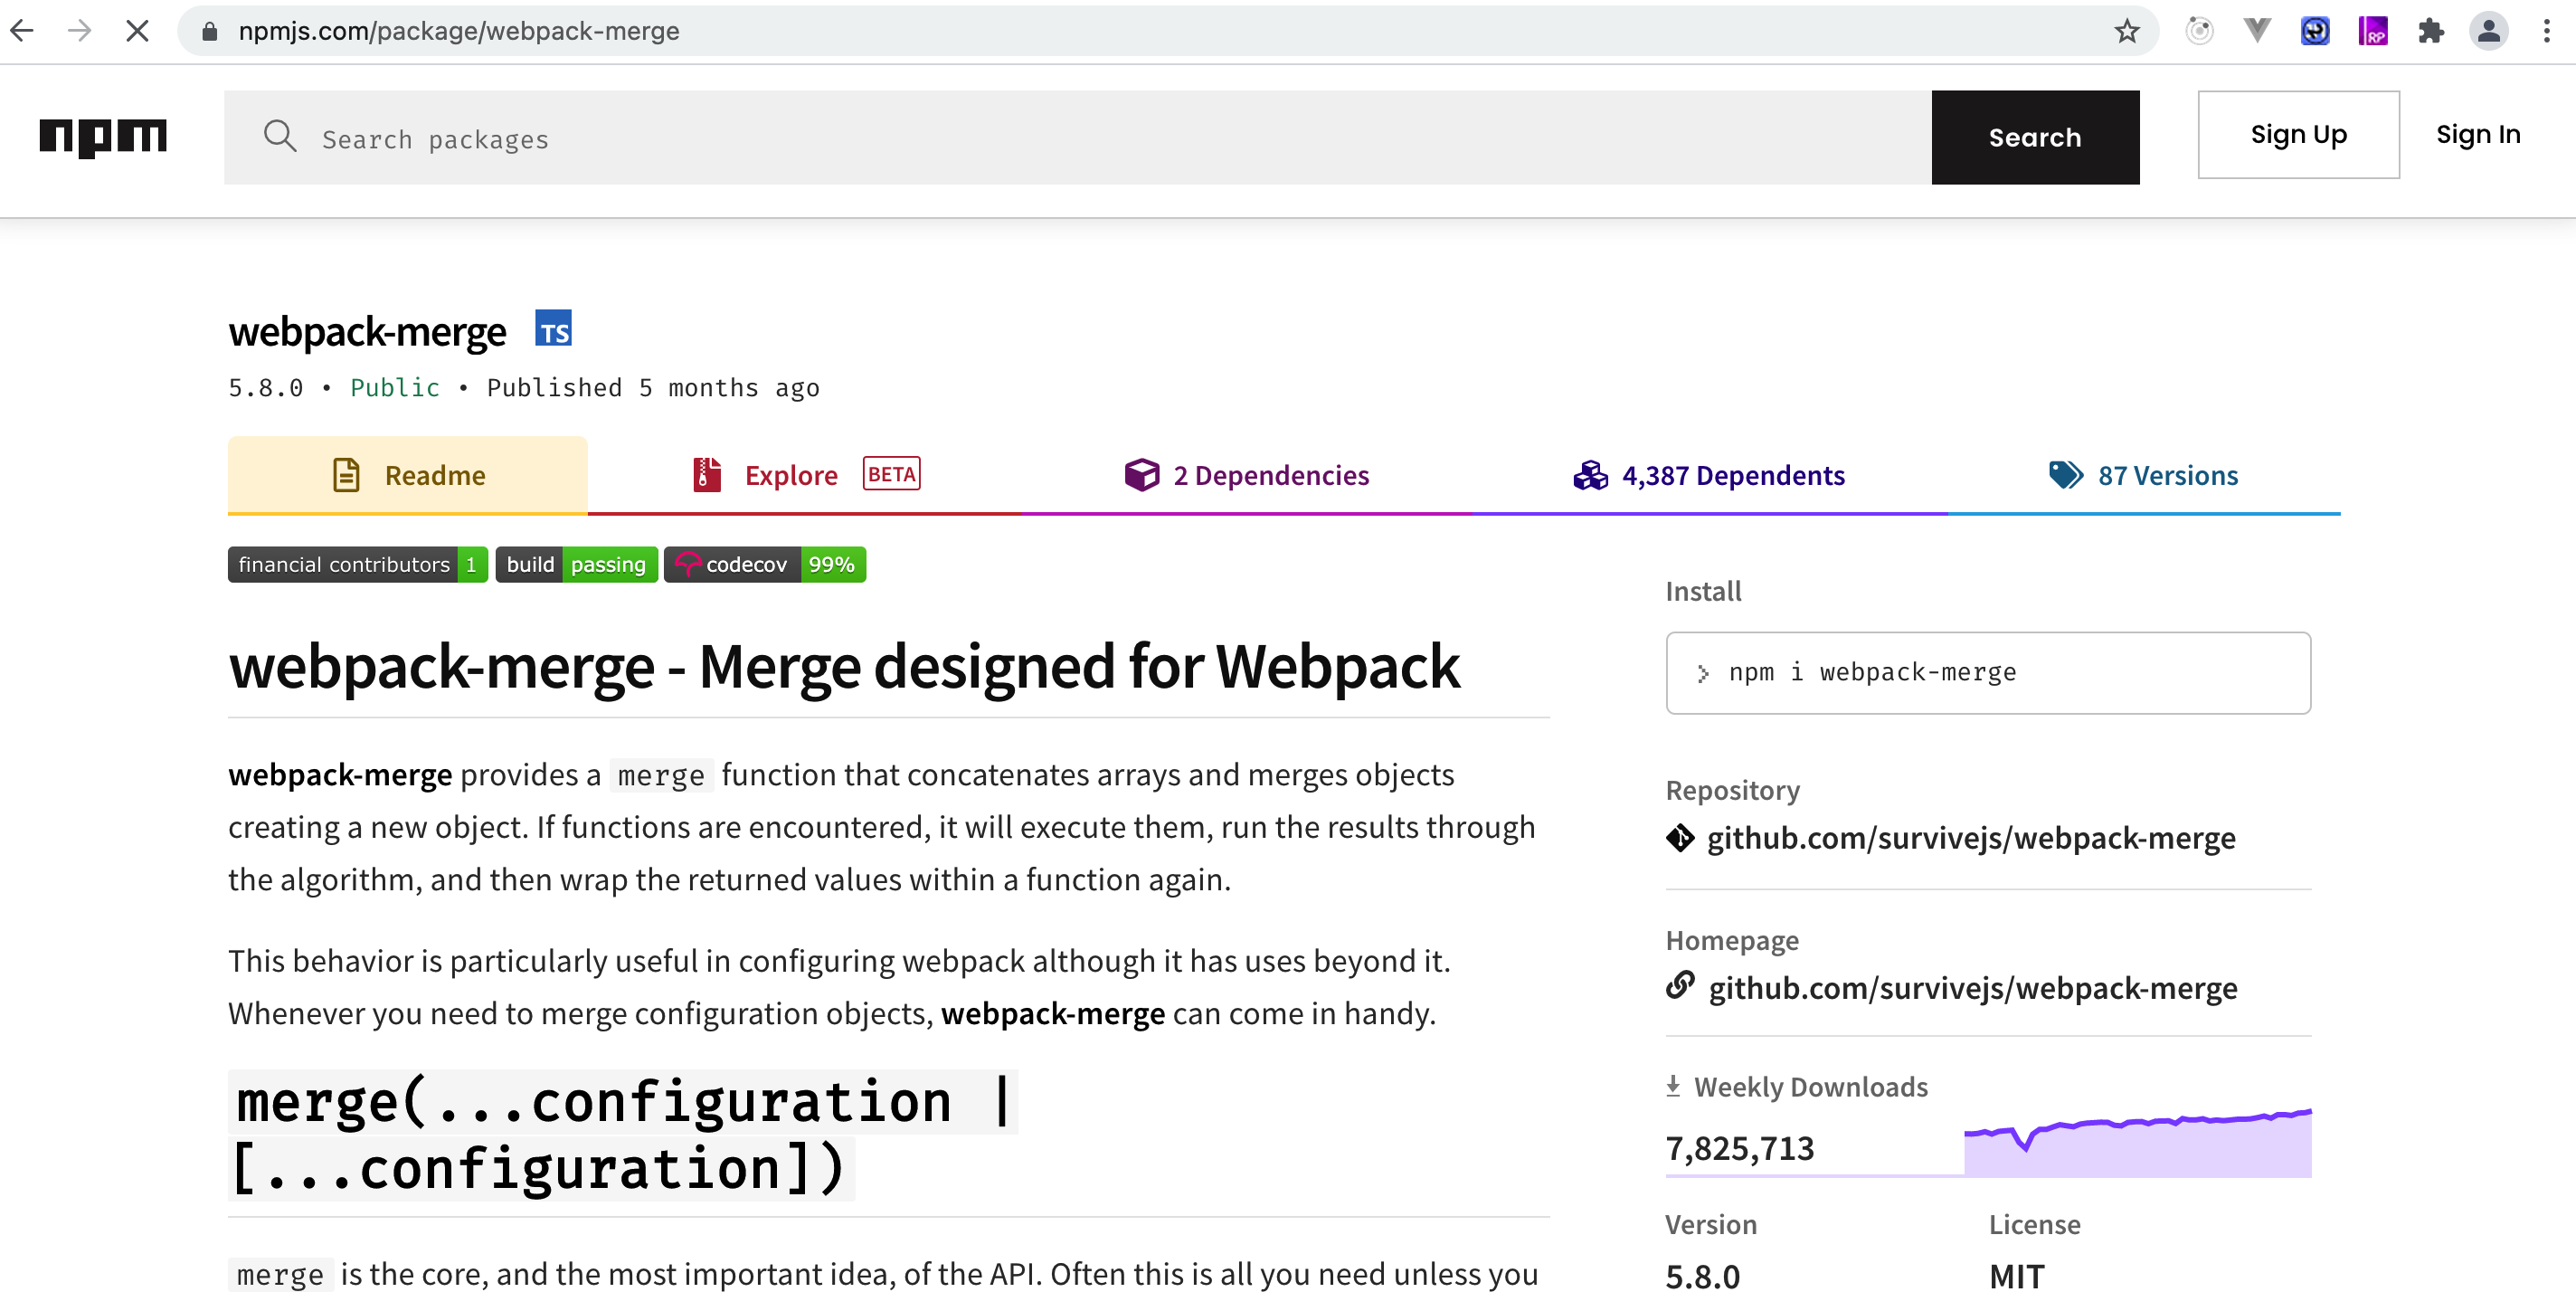 npmjs.com/package/webpack-merge
npm
Search packages
Search
Sign Up
Sign In
webpack-merge
TS
5.8.0 • Public • Published 5 months ago
Readme
Explore BETA
2 Dependencies
4,387 Dependents
87 Versions
financial contributors 1
build passing
codecov 99%
webpack-merge - Merge designed for Webpack
webpack-merge provides a merge function that concatenates arrays and merges objects
creating a new object. If functions are encountered, it will execute them, run the results through
the algorithm, and then wrap the returned values within a function again.
This behavior is particularly useful in configuring webpack although it has uses beyond it.
Whenever you need to merge configuration objects, webpack-merge can come in handy.
merge(...configuration |
[...configuration])
merge is the core, and the most important idea, of the API. Often this is all you need unless you
Install
npm i webpack-merge
Repository
github.com/survivejs/webpack-merge
Homepage
github.com/survivejs/webpack-merge
Weekly Downloads
7,825,713
Version
5.8.0
License
MIT
RP